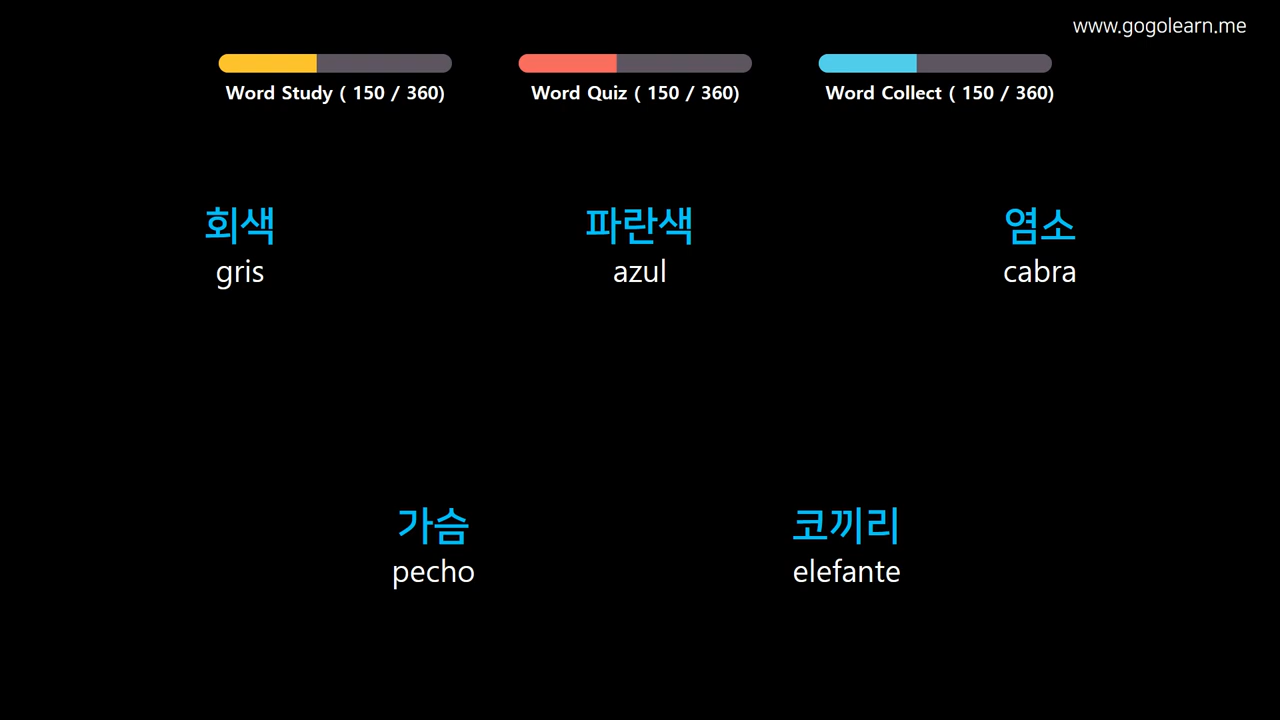 www.gogolearn.me
Word Study ( 150 / 360)
Word Quiz ( 150 / 360)
Word Collect ( 150 / 360)
회색
gris
파란색
azul
염소
cabra
가슴
pecho
코끼리
elefante